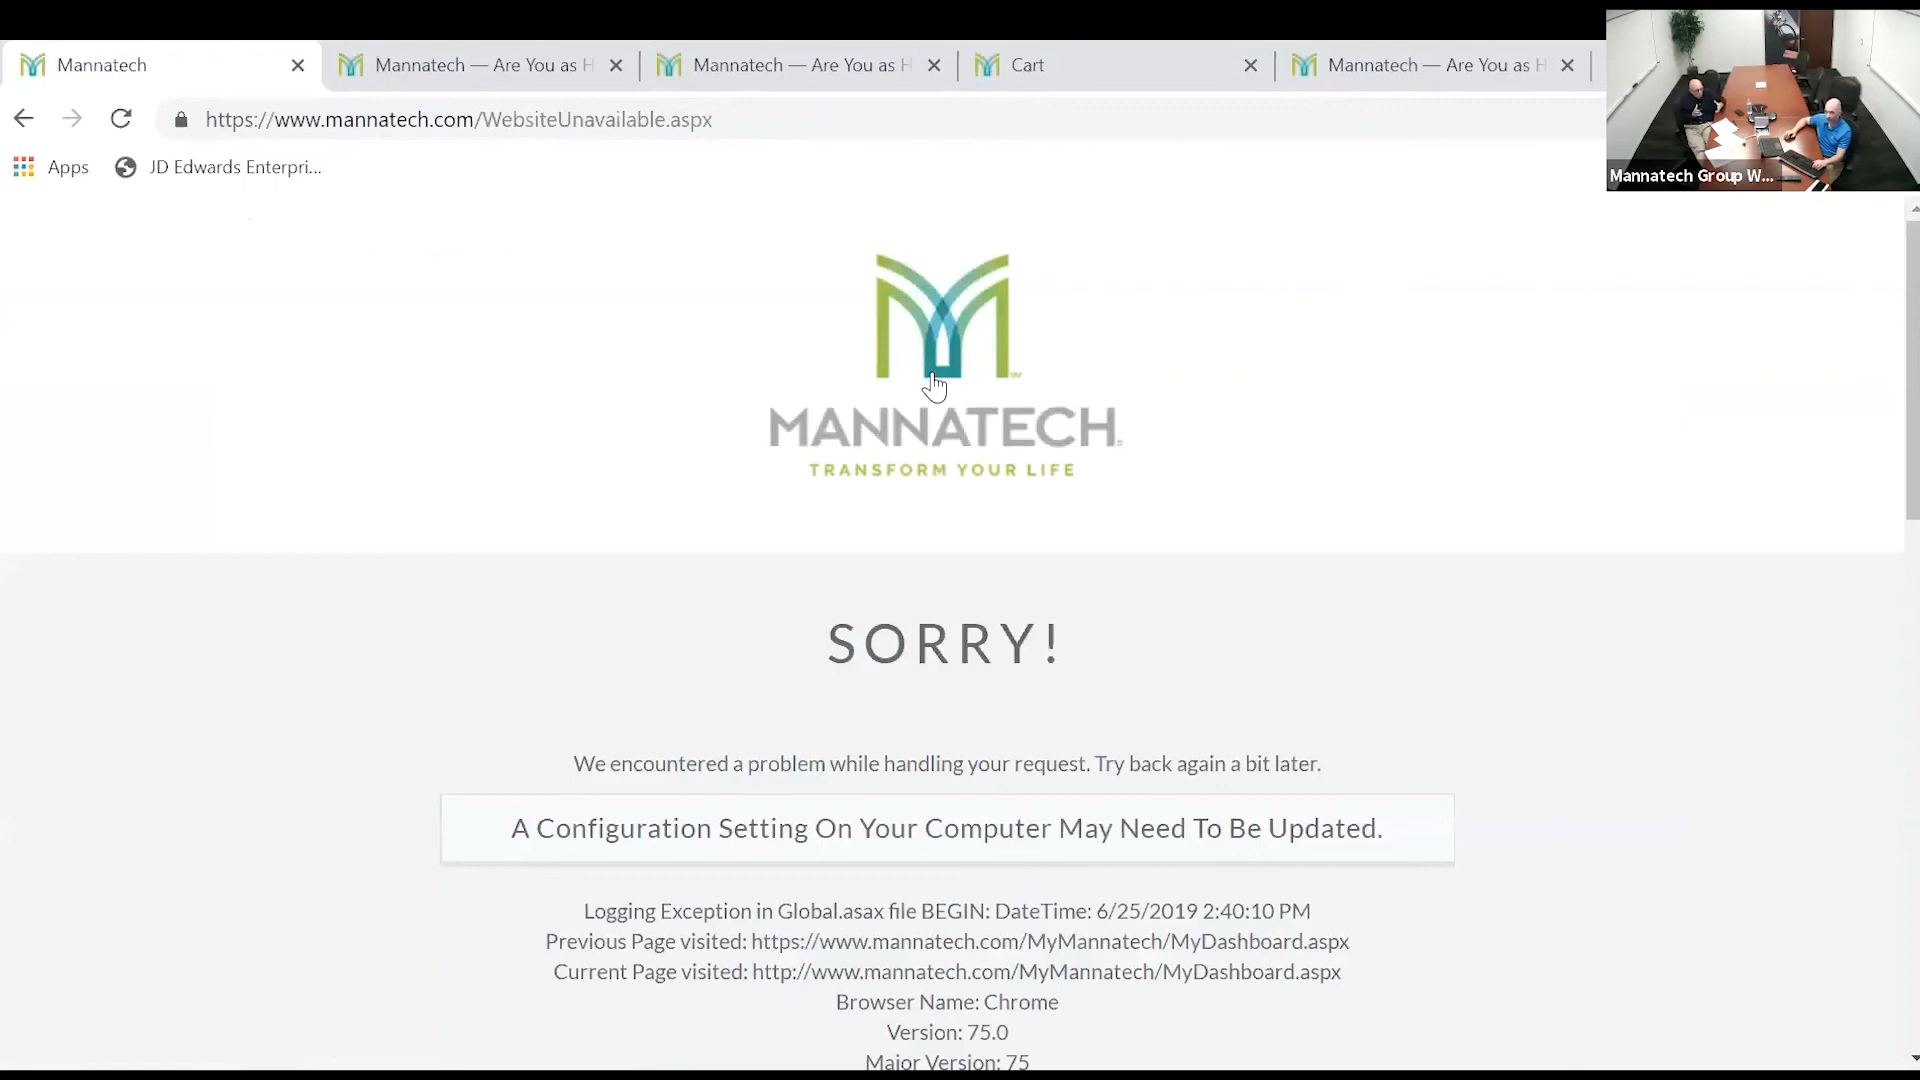 Mannatech
Mannatech — Are You as H
Mannatech — Are You as H
Cart
Mannatech — Are You as H
https://www.mannatech.com/WebsiteUnavailable.aspx
Apps
JD Edwards Enterpri...
Mannatech Group W...
MANNATECH®
TRANSFORM YOUR LIFE
SORRY!
We encountered a problem while handling your request. Try back again a bit later.
A Configuration Setting On Your Computer May Need To Be Updated.
Logging Exception in Global.asax file BEGIN: DateTime: 6/25/2019 2:40:10 PM
Previous Page visited: https://www.mannatech.com/MyMannatech/MyDashboard.aspx
Current Page visited: http://www.mannatech.com/MyMannatech/MyDashboard.aspx
Browser Name: Chrome
Version: 75.0
Major Version: 75